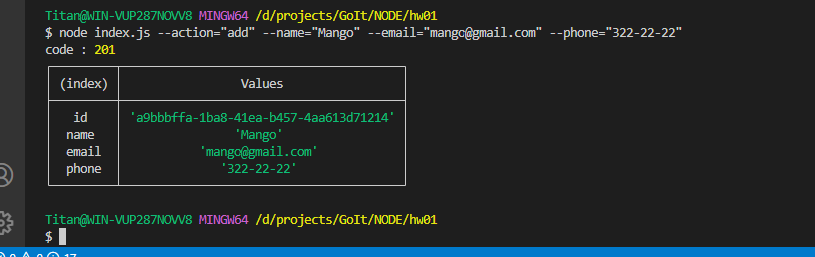 Titan@WIN-VUP287NOVV8 MINGW64 /d/projects/GoIt/NODE/hw01
$ node index.js --action="add" --name="Mango" --email="mango@gmail.com" --phone="322-22-22"
code : 201
(index) Values
id 'a9bbbffa-1ba8-41ea-b457-4aa613d71214'
name 'Mango'
email 'mango@gmail.com'
phone '322-22-22'
Titan@WIN-VUP287NOVV8 MINGW64 /d/projects/GoIt/NODE/hw01
$